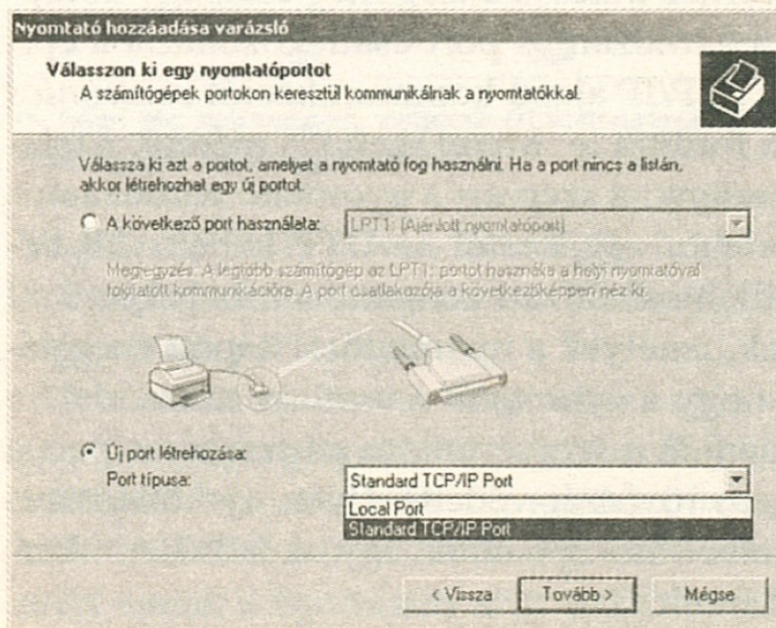 Nyomtató hozzáadása varázsló
Válasszon ki egy nyomtatóportot
A számítógépek portokon keresztül kommunikálnak a nyomtatókkal.
Válassza ki azt a portot, amelyet a nyomtató fog használni. Ha a port nincs a listán,
akkor létrehozhat egy új portot.
A következő port használata:
LPT1: (Ajánlott nyomtatóport)
Megjegyzés: A legtöbb számítógép az LPT1: portot használja a helyi nyomtatóval
folytatott kommunikációra. A port csatlakozója a következőképpen néz ki:
Új port létrehozása:
Port típusa:
Standard TCP/IP Port
Local Port
Standard TCP/IP Port
< Vissza
Tovább >
Mégse